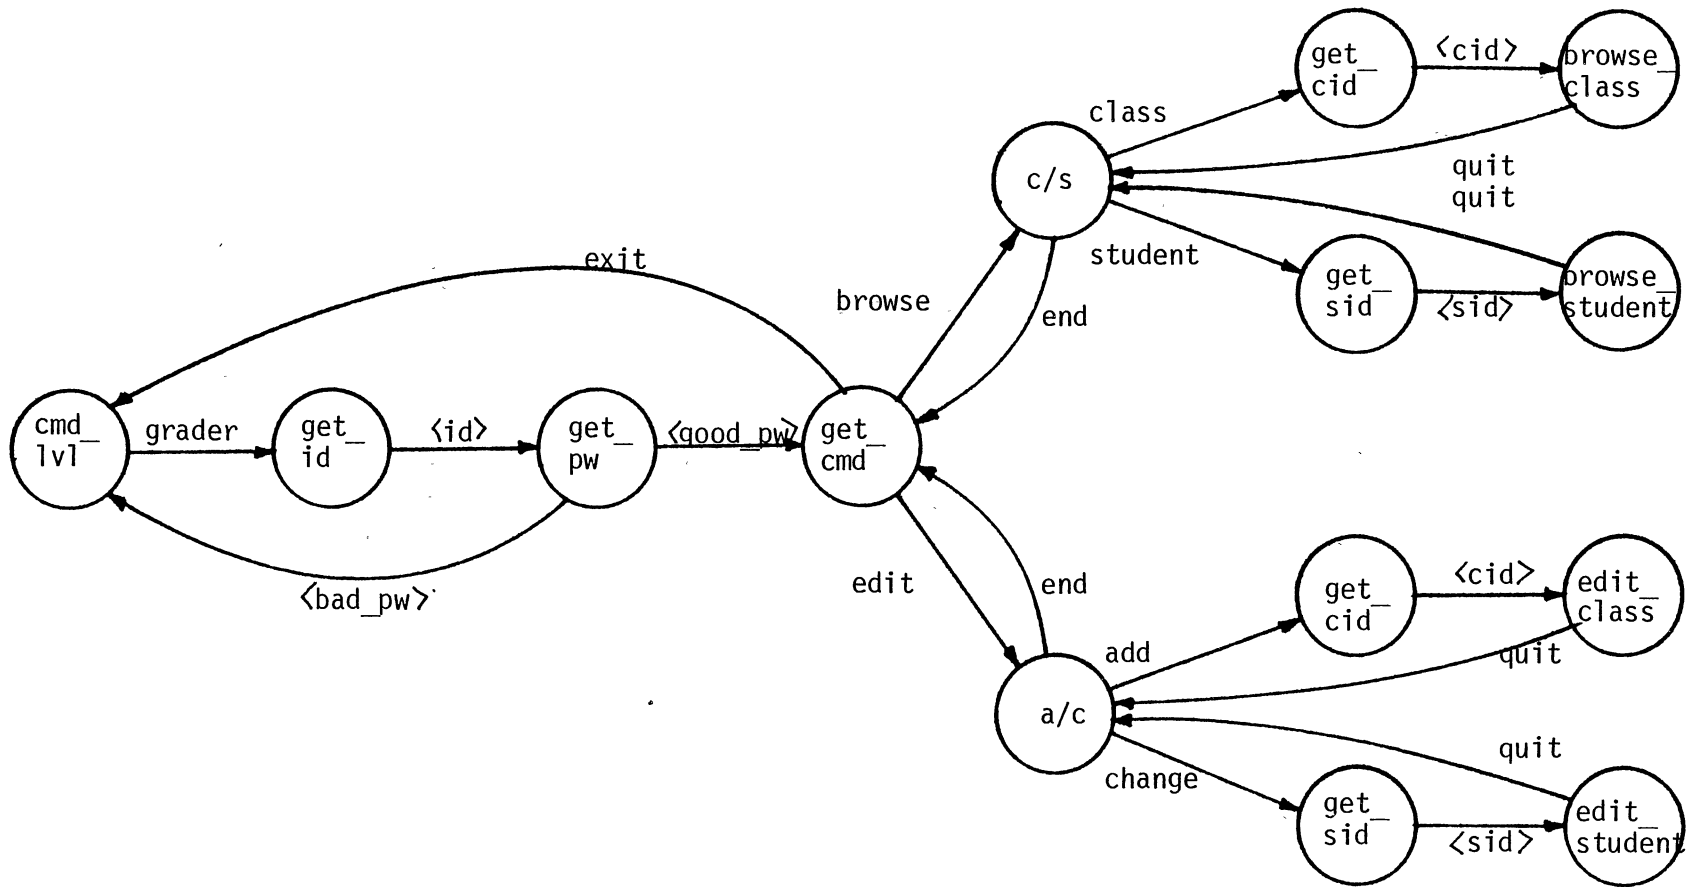 get_
cid
<cid>
browse_
class
class
c/s
quit
quit
student
get_
sid
<sid>
browse_
student
exit
browse
end
cmd_
lvl
grader
get_
id
<id>
get_
pw
<good_pw>
get_
cmd
<bad_pw>
edit
end
a/c
add
get_
cid
<cid>
edit_
class
quit
quit
change
get_
sid
<sid>
edit_
student